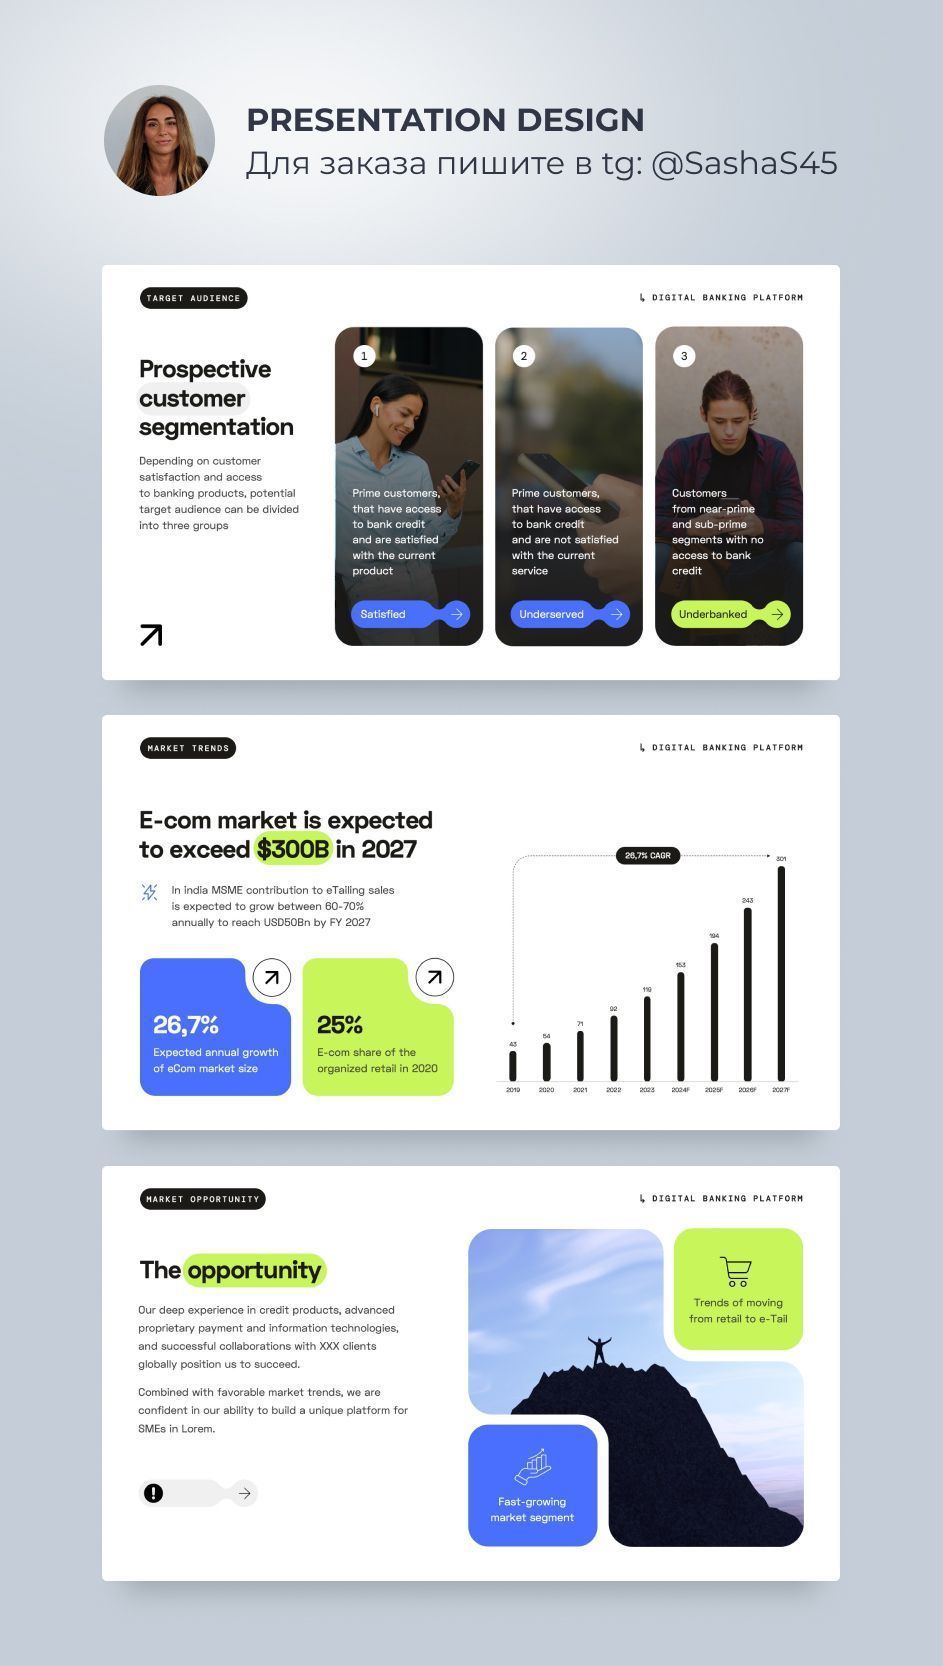 PRESENTATION DESIGN
Для заказа пишите в tg: @SashaS45
TARGET AUDIENCE
↳ DIGITAL BANKING PLATFORM
Prospective
customer
segmentation
Depending on customer
satisfaction and access
to banking products, potential
target audience can be divided
into three groups
1
Prime customers,
that have access
to bank credit
and are satisfied
with the current
product
Satisfied
2
Prime customers,
that have access
to bank credit
and are not satisfied
with the current
service
Underserved
3
Customers
from near-prime
and sub-prime
segments with no
access to bank
credit
Underbanked
MARKET TRENDS
↳ DIGITAL BANKING PLATFORM
E-com market is expected
to exceed $300B in 2027
In india MSME contribution to eTailing sales
is expected to grow between 60-70%
annually to reach USD50Bn by FY 2027
26,7%
Expected annual growth
of eCom market size
25%
E-com share of the
organized retail in 2020
26,7% CAGR
43
54
71
92
119
153
194
243
301
2019 2020 2021 2022 2023 2024F 2025F 2026F 2027F
MARKET OPPORTUNITY
↳ DIGITAL BANKING PLATFORM
The opportunity
Our deep experience in credit products, advanced
proprietary payment and information technologies,
and successful collaborations with XXX clients
globally position us to succeed.
Combined with favorable market trends, we are
confident in our ability to build a unique platform for
SMEs in Lorem.
!
Trends of moving
from retail to e-Tail
Fast-growing
market segment